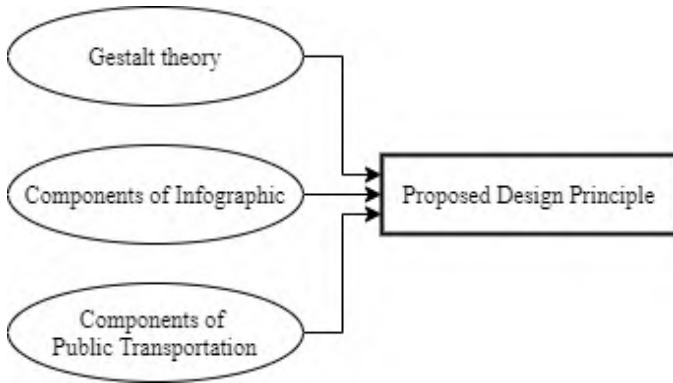 Gestalt theory
Components of Infographic
Proposed Design Principle
Components of
Public Transportation